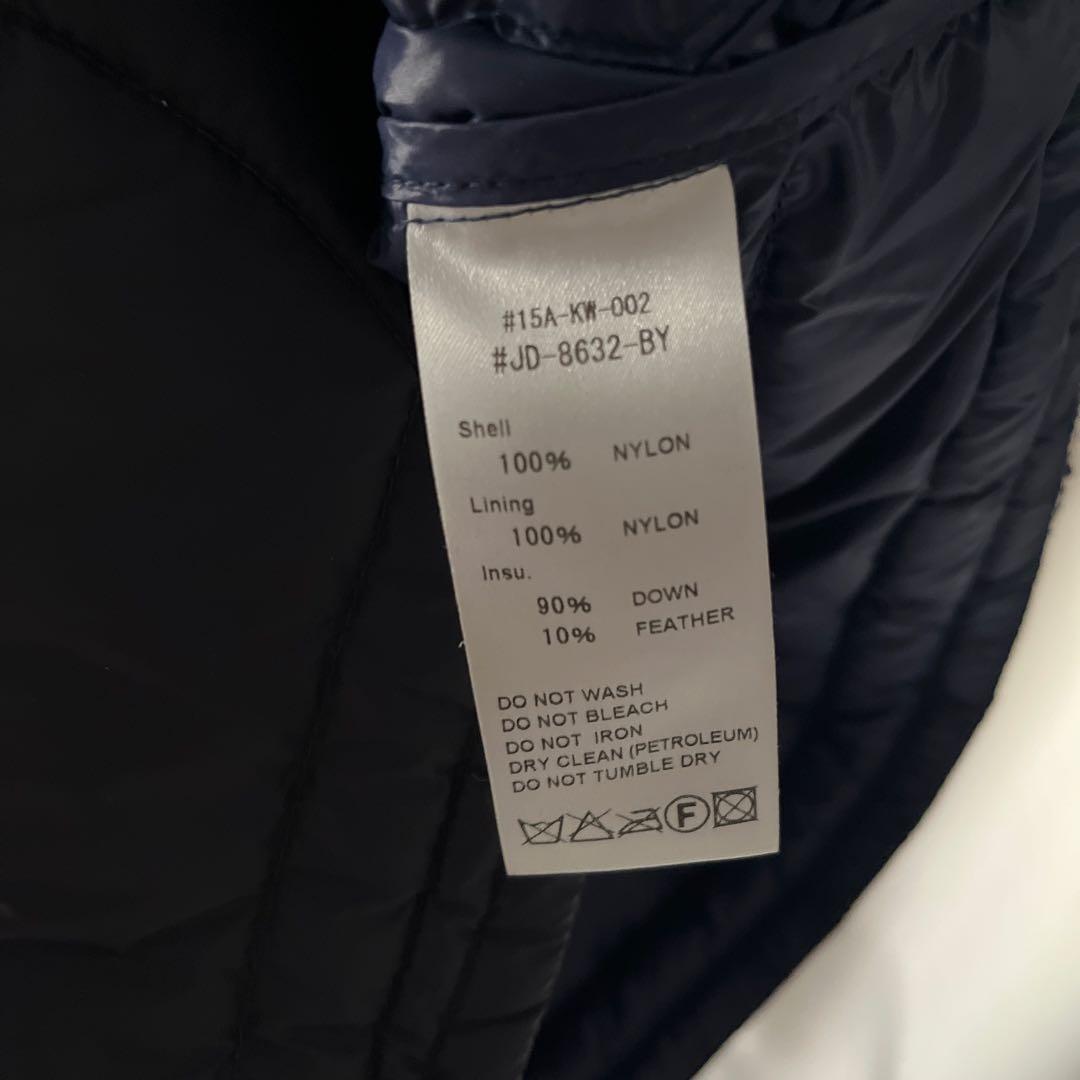 #15A-KW-002
#JD-8632-BY
Shell
100% NYLON
Lining
100% NYLON
Insu.
90% DOWN
10% FEATHER
DO NOT WASH
DO NOT BLEACH
DO NOT IRON
DRY CLEAN (PETROLEUM)
DO NOT TUMBLE DRY
F